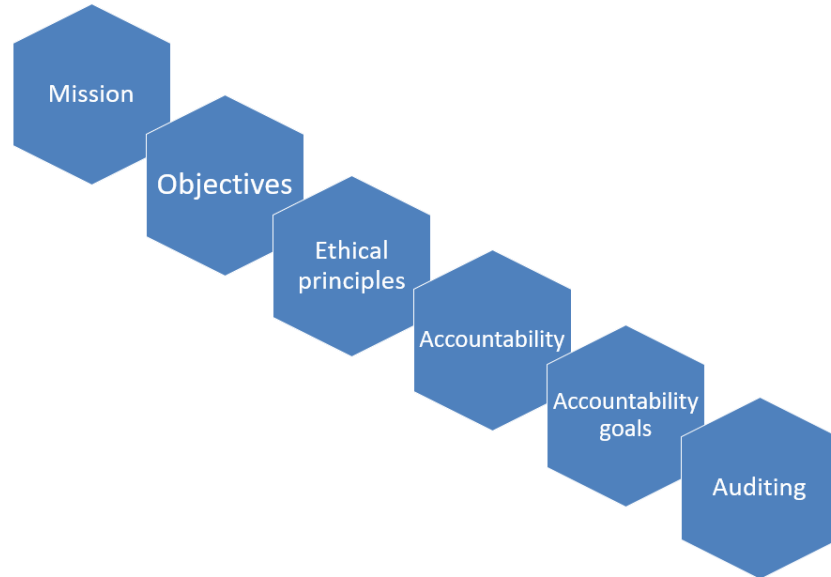 Mission
Objectives
Ethical
principles
Accountability
Accountability
goals
Auditing